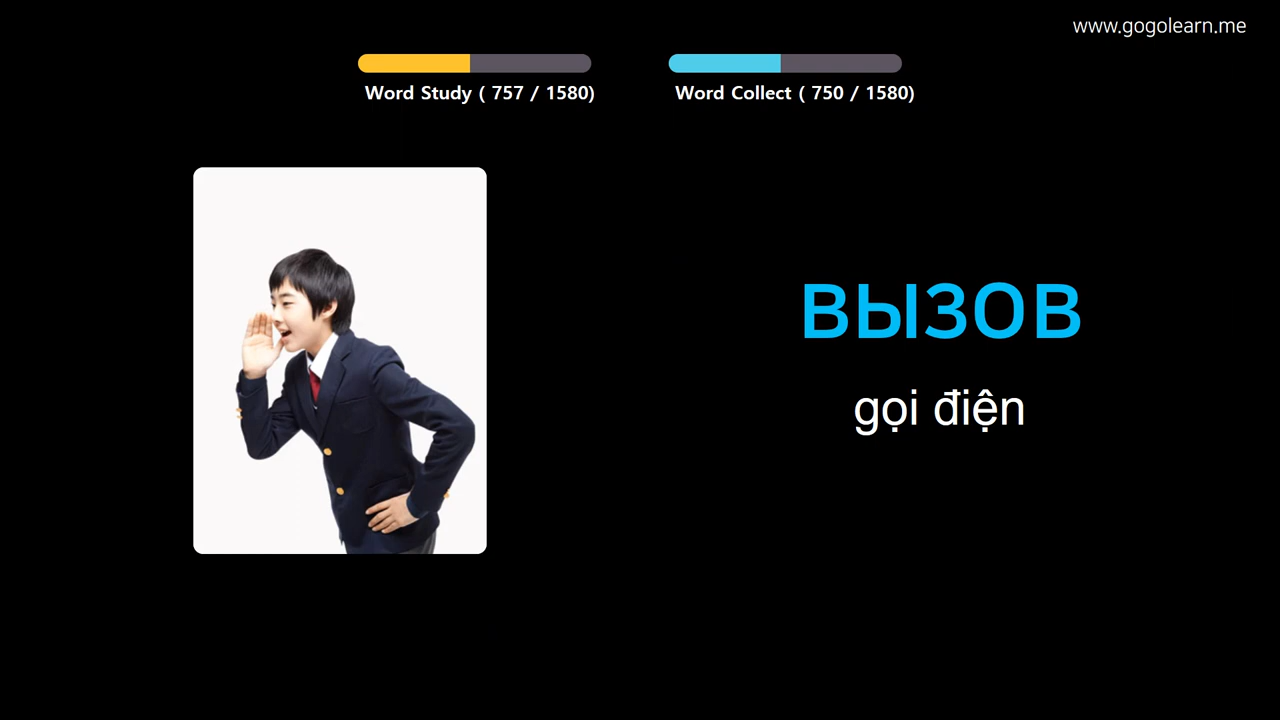 www.gogolearn.me
Word Study ( 757 / 1580)
Word Collect ( 750 / 1580)
вызов
gọi điện